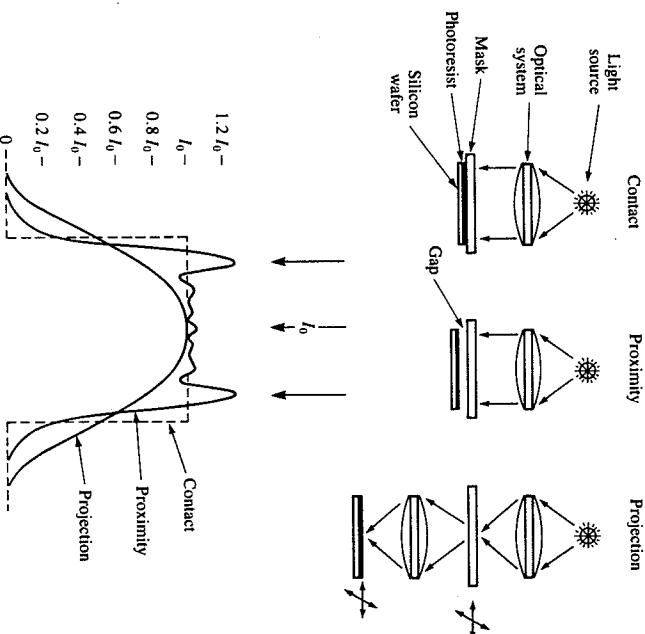 Contact
Proximity
Projection
Light
source
Optical
system
Mask
Photoresist
Silicon
wafer
Gap
1.2 I₀
I₀
0.8 I₀
0.6 I₀
0.4 I₀
0.2 I₀
0
I₀
Contact
Proximity
Projection